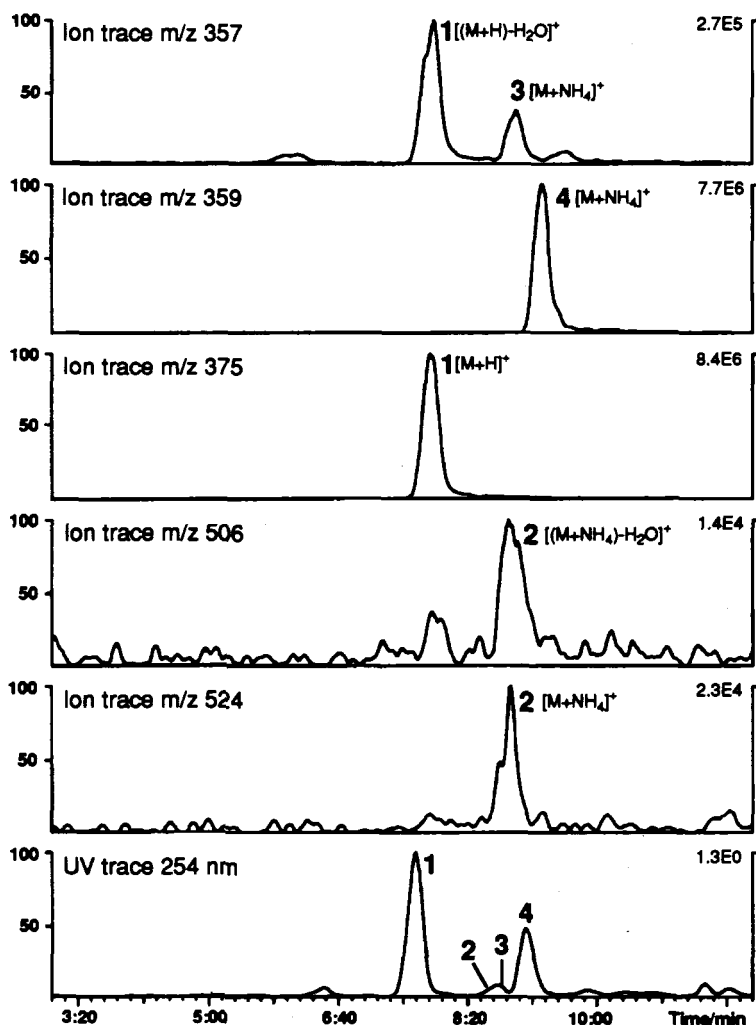 100
50
Ion trace m/z 357
1 [(M+H)-H₂O]⁺
3 [M+NH₄]⁺
2.7E5
100
50
Ion trace m/z 359
4 [M+NH₄]⁺
7.7E6
100
50
Ion trace m/z 375
1 [M+H]⁺
8.4E6
100
50
Ion trace m/z 506
2 [(M+NH₄)-H₂O]⁺
1.4E4
100
50
Ion trace m/z 524
2 [M+NH₄]⁺
2.3E4
100
50
UV trace 254 nm
1
2
3
4
1.3E0
3:20 5:00 6:40 8:20 10:00 Time/min